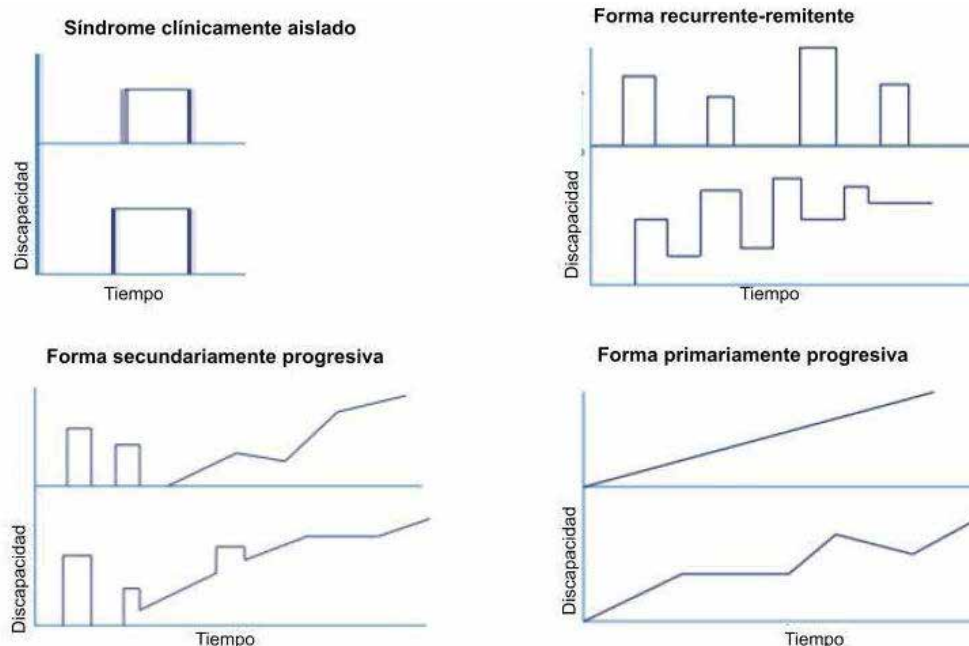 Síndrome clínicamente aislado
Discapacidad
Tiempo
Forma recurrente-remitente
Discapacidad
Tiempo
Forma secundariamente progresiva
Discapacidad
Tiempo
Forma primariamente progresiva
Discapacidad
Tiempo